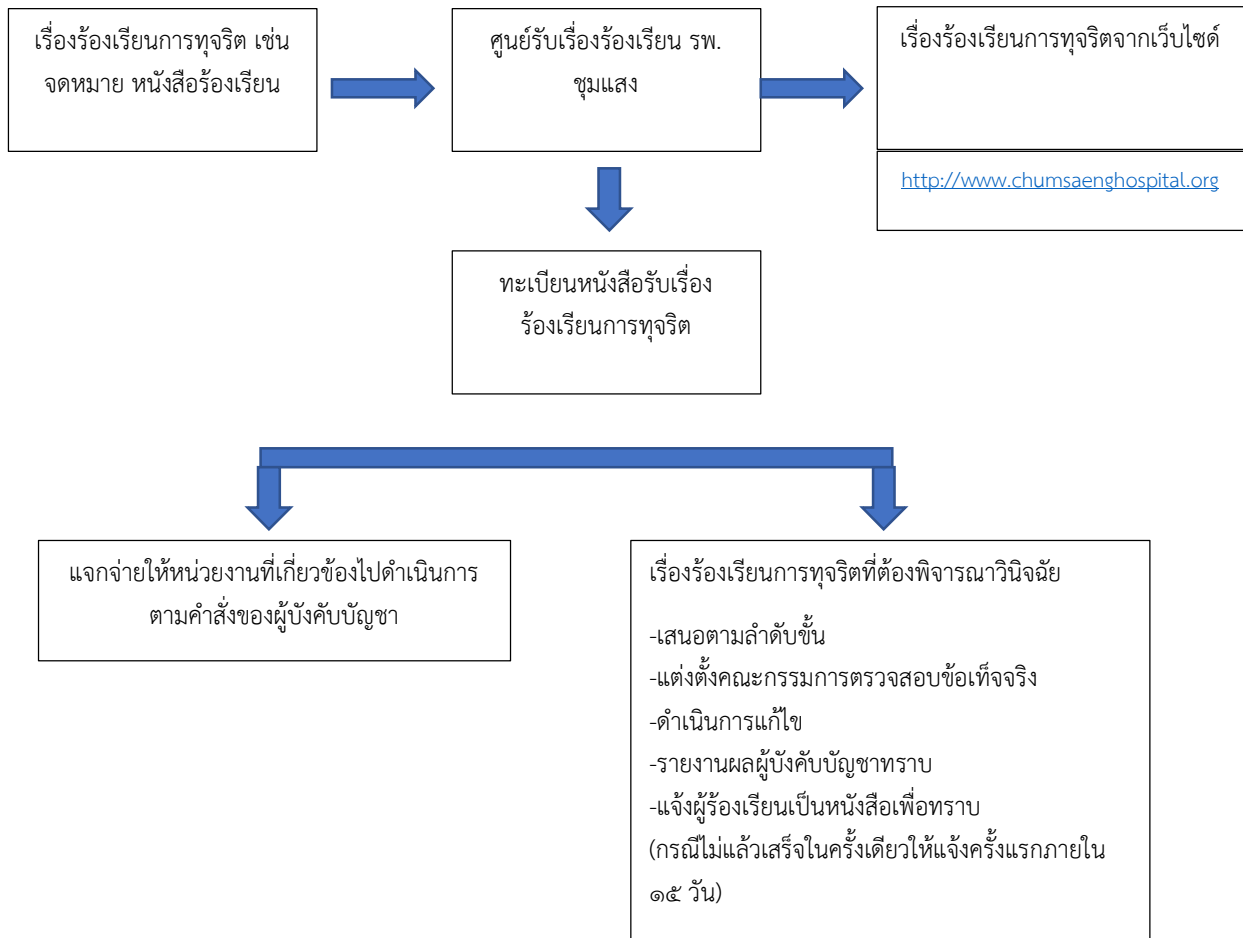 เรื่องร้องเรียนการทุจริต เช่น
จดหมาย หนังสือร้องเรียน
ศูนย์รับเรื่องร้องเรียน รพ.
ชุมแสง
เรื่องร้องเรียนการทุจริตจากเว็บไซด์
http://www.chumsaenghospital.org
ทะเบียนหนังสือรับเรื่อง
ร้องเรียนการทุจริต
แจกจ่ายให้หน่วยงานที่เกี่ยวข้องไปดำเนินการ
ตามคำสั่งของผู้บังคับบัญชา
เรื่องร้องเรียนการทุจริตที่ต้องพิจารณาวินิจฉัย
-เสนอตามลำดับขั้น
-แต่งตั้งคณะกรรมการตรวจสอบข้อเท็จจริง
-ดำเนินการแก้ไข
-รายงานผลผู้บังคับบัญชาทราบ
-แจ้งผู้ร้องเรียนเป็นหนังสือเพื่อทราบ
(กรณีไม่แล้วเสร็จในครั้งเดียวให้แจ้งครั้งแรกภายใน
๑๕ วัน)